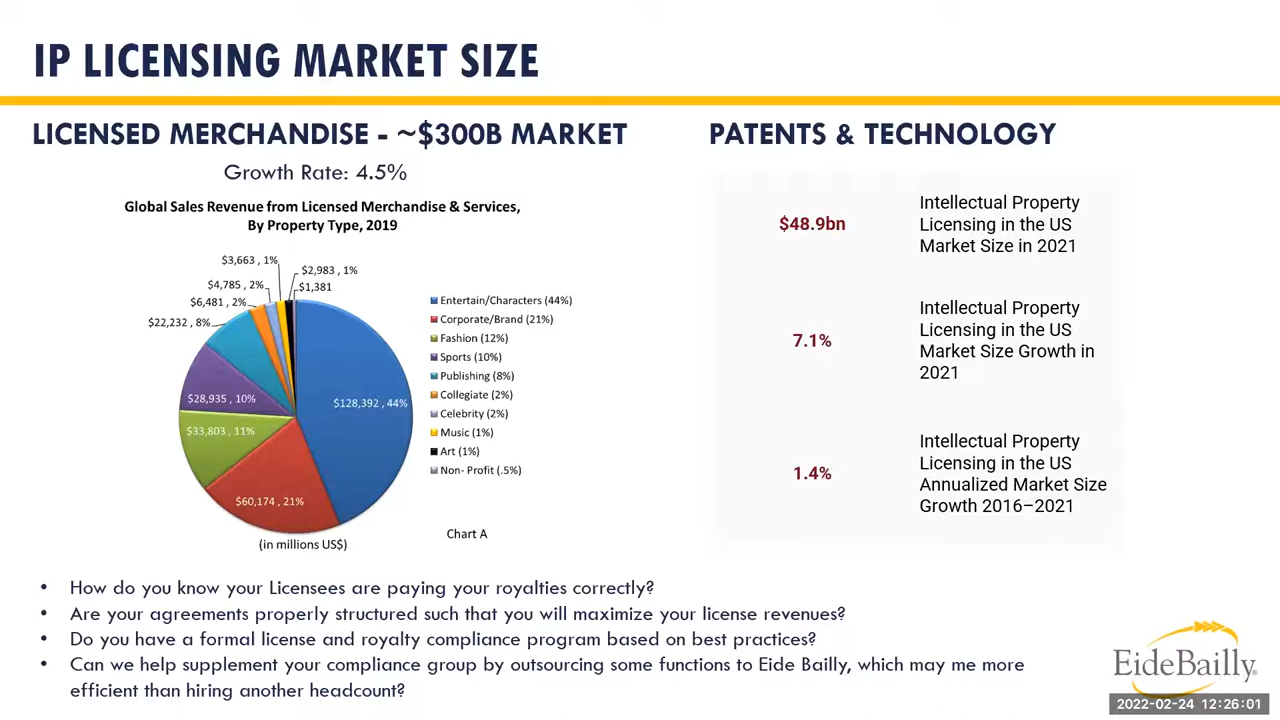 IP LICENSING MARKET SIZE
LICENSED MERCHANDISE - ~$300B MARKET
Growth Rate: 4.5%
Global Sales Revenue from Licensed Merchandise & Services,
By Property Type, 2019
$3,663 , 1%
$2,983 , 1%
$4,785 , 2%
$1,381
$6,481 , 2%
$22,232 , 8%
$28,935 , 10%
$128,392 , 44%
$33,803 , 11%
$60,174 , 21%
(in millions US$)
Entertain/Characters (44%)
Corporate/Brand (21%)
Fashion (12%)
Sports (10%)
Publishing (8%)
Collegiate (2%)
Celebrity (2%)
Music (1%)
Art (1%)
Non- Profit (.5%)
Chart A
PATENTS & TECHNOLOGY
$48.9bn
Intellectual Property
Licensing in the US
Market Size in 2021
7.1%
Intellectual Property
Licensing in the US
Market Size Growth in
2021
1.4%
Intellectual Property
Licensing in the US
Annualized Market Size
Growth 2016–2021
• How do you know your Licensees are paying your royalties correctly?
• Are your agreements properly structured such that you will maximize your license revenues?
• Do you have a formal license and royalty compliance program based on best practices?
• Can we help supplement your compliance group by outsourcing some functions to Eide Bailly, which may me more
efficient than hiring another headcount?
EideBailly®
2022-02-24 12:26:01